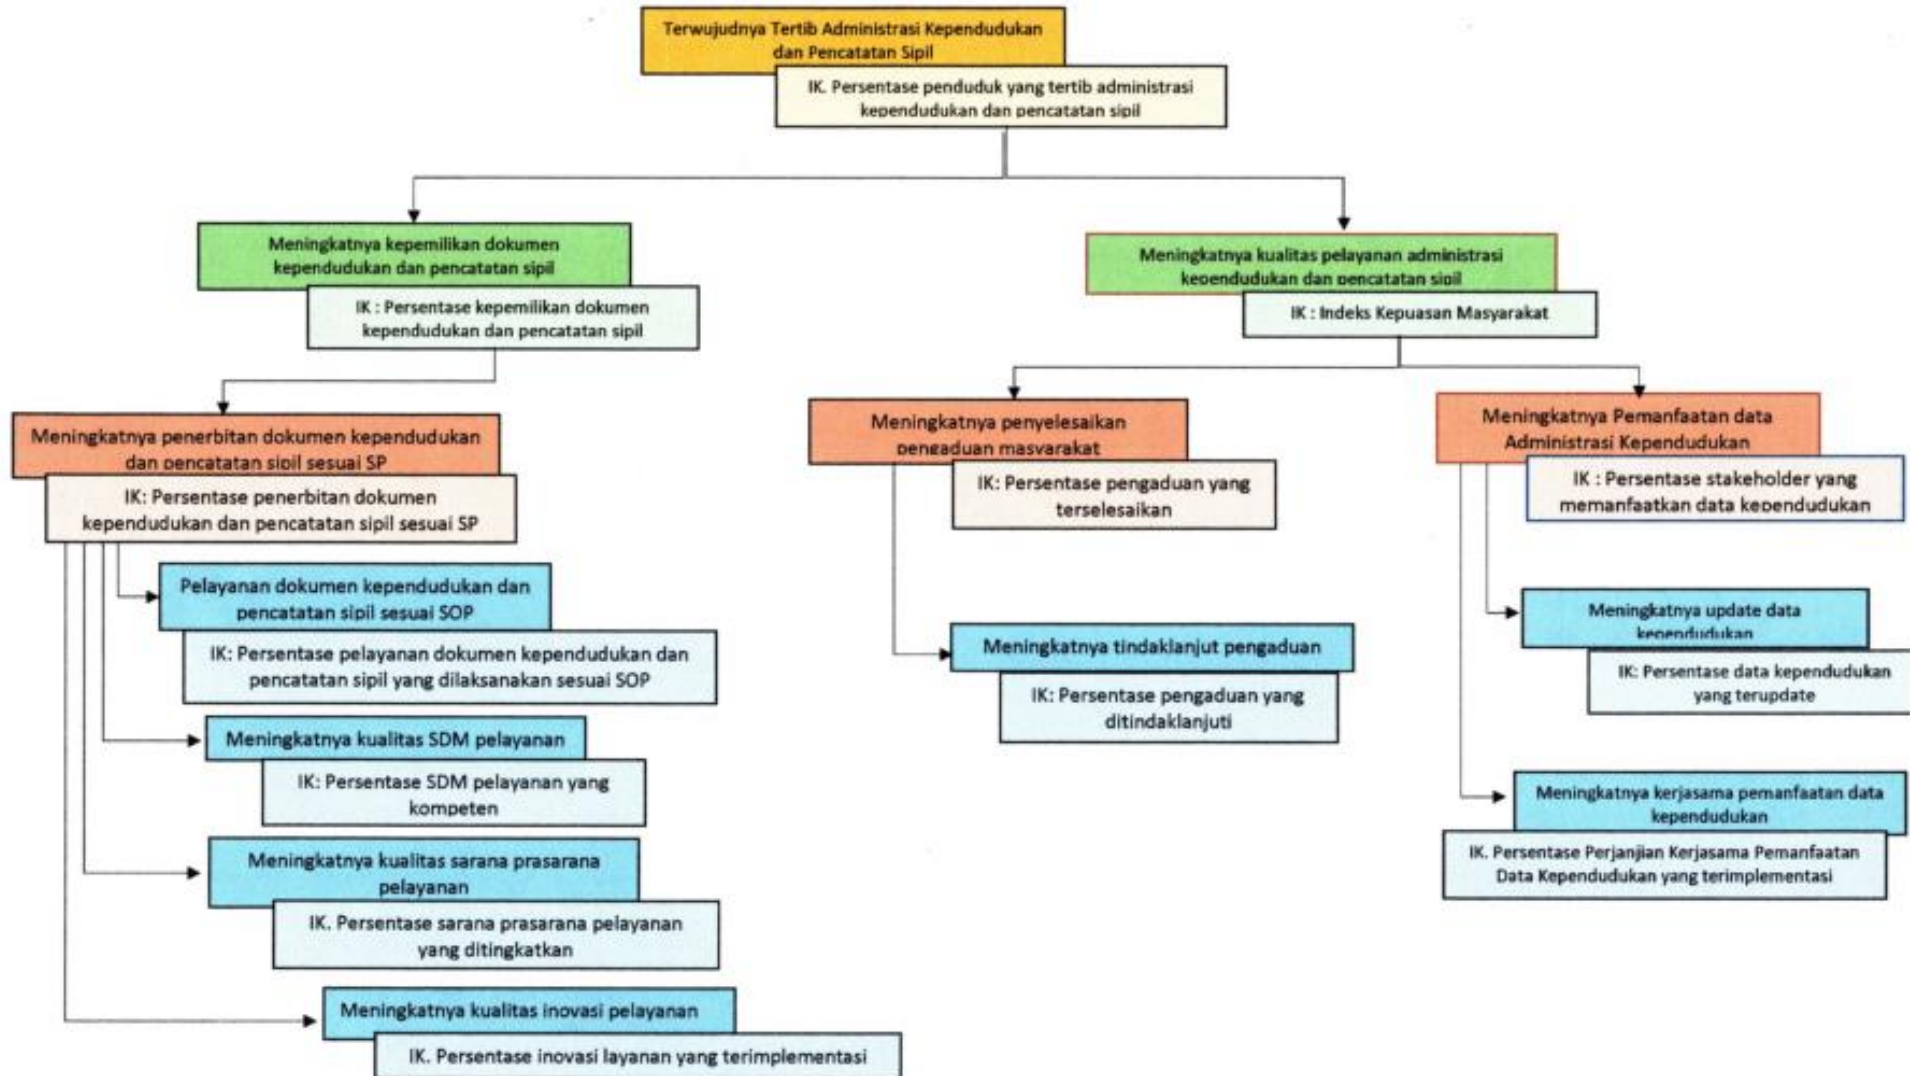 Terwujudnya Tertib Administrasi Kependudukan
dan Pencatatan Sipil
IK. Persentase penduduk yang tertib administrasi
kependudukan dan pencatatan sipil
Meningkatnya kepemilikan dokumen
kependudukan dan pencatatan sipil
IK : Persentase kepemilikan dokumen
kependudukan dan pencatatan sipil
Meningkatnya kualitas pelayanan administrasi
kependudukan dan pencatatan sipil
IK : Indeks Kepuasan Masyarakat
Meningkatnya penerbitan dokumen kependudukan
dan pencatatan sipil sesuai SP
IK: Persentase penerbitan dokumen
kependudukan dan pencatatan sipil sesuai SP
Pelayanan dokumen kependudukan dan
pencatatan sipil sesuai SOP
IK: Persentase pelayanan dokumen kependudukan dan
pencatatan sipil yang dilaksanakan sesuai SOP
Meningkatnya kualitas SDM pelayanan
IK: Persentase SDM pelayanan yang
kompeten
Meningkatnya kualitas sarana prasarana
pelayanan
IK. Persentase sarana prasarana pelayanan
yang ditingkatkan
Meningkatnya kualitas inovasi pelayanan
IK. Persentase inovasi layanan yang terimplementasi
Meningkatnya penyelesaikan
pengaduan masyarakat
IK: Persentase pengaduan yang
terselesaikan
Meningkatnya tindaklanjut pengaduan
IK: Persentase pengaduan yang
ditindaklanjuti
Meningkatnya Pemanfaatan data
Administrasi Kependudukan
IK : Persentase stakeholder yang
memanfaatkan data kependudukan
Meningkatnya update data
kependudukan
IK: Persentase data kependudukan
yang terupdate
Meningkatnya kerjasama pemanfaatan data
kependudukan
IK. Persentase Perjanjian Kerjasama Pemanfaatan
Data Kependudukan yang terimplementasi